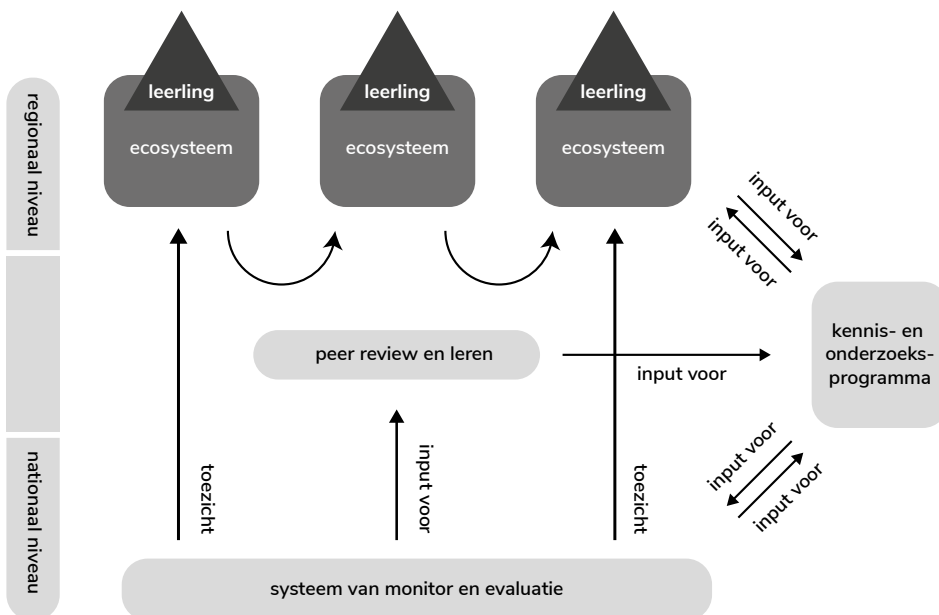 leerling
leerling
leerling
ecosysteem
ecosysteem
ecosysteem
regionaal niveau
input voor
input voor
peer review en leren
input voor
kennis- en
onderzoeks-
programma
toezicht
input voor
toezicht
input voor
input voor
nationaal niveau
systeem van monitor en evaluatie